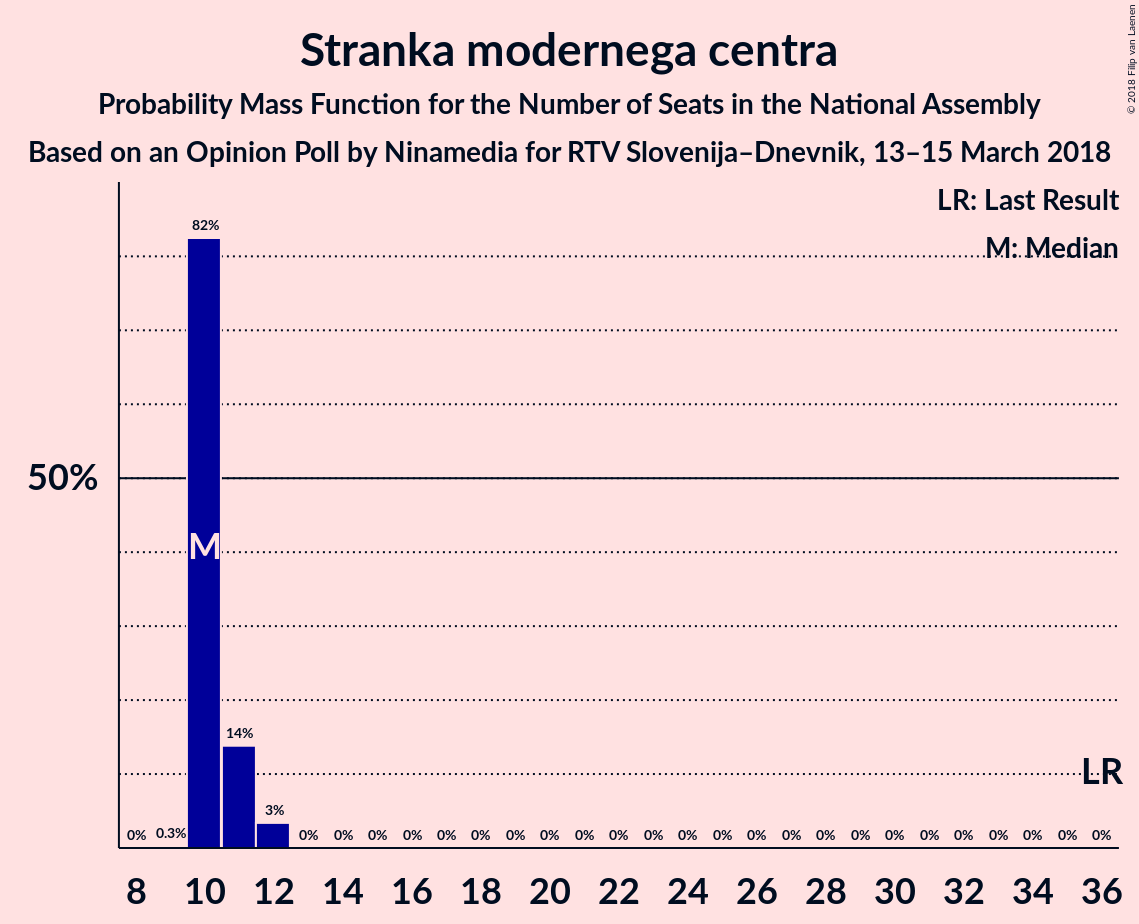 Stranka modernega centra
Probability Mass Function for the Number of Seats in the National Assembly
Based on an Opinion Poll by Ninamedia for RTV Slovenija–Dnevnik, 13–15 March 2018
© 2018 Filip van Laenen
LR: Last Result
M: Median
82%
50%
M
14%
LR
3%
0% 0.3% 0% 0% 0% 0% 0% 0% 0% 0% 0% 0% 0% 0% 0% 0% 0% 0% 0% 0% 0% 0% 0% 0% 0% 0%
8 10 12 14 16 18 20 22 24 26 28 30 32 34 36